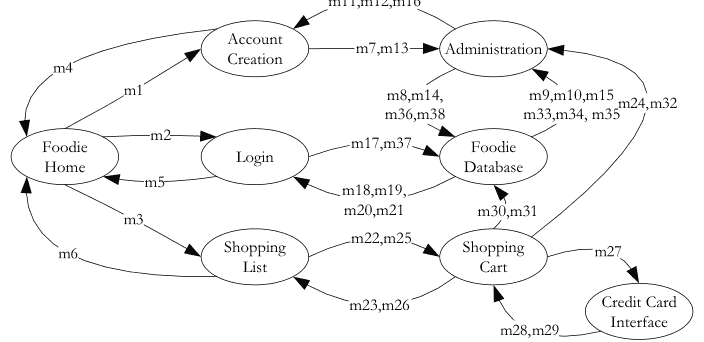 m11,m12,m16
Account
Creation
m7,m13
Administration
m4
m1
m8,m14,
m36,m38
m9,m10,m15
m33,m34, m35
m24,m32
Foodie
Home
m2
Login
m17,m37
Foodie
Database
m5
m18,m19,
m20,m21
m3
m30,m31
m6
Shopping
List
m22,m25
Shopping
Cart
m27
m23,m26
Credit Card
Interface
m28,m29